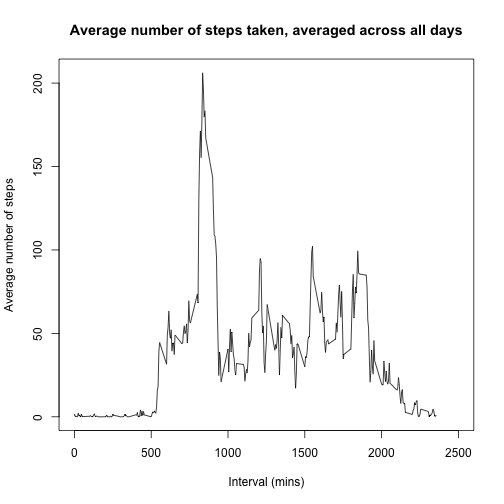 Average number of steps taken, averaged across all days
Average number of steps
200
150
100
50
0
0 500 1000 1500 2000 2500
Interval (mins)